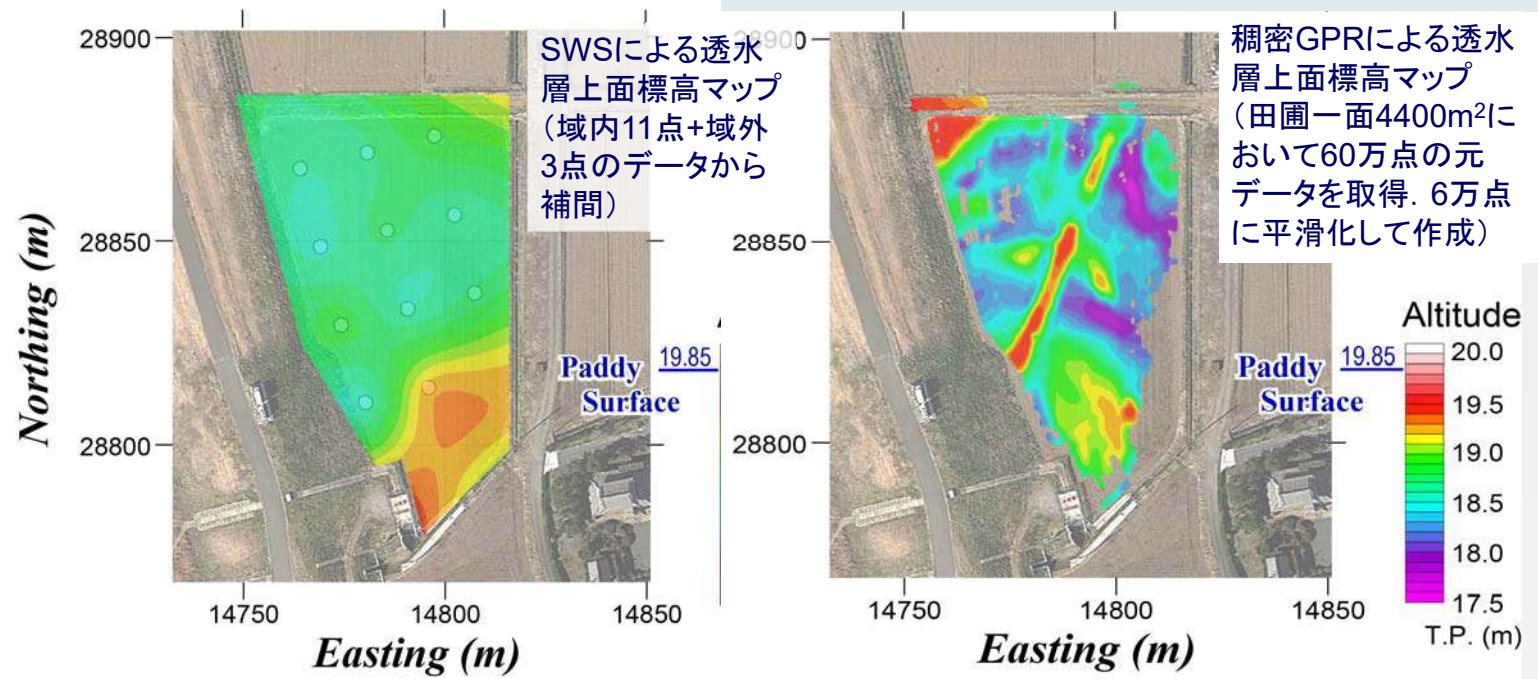 28900
28850
28800
Northing (m)
14750
14800
14850
Easting (m)
SWSによる透水
層上面標高マップ
(域内11点+域外
3点のデータから
補間)
Paddy
Surface
19.85
28900
28850
28800
14750
14800
14850
Easting (m)
稠密GPRによる透水
層上面標高マップ
(田圃一面4400m²に
おいて60万点の元
データを取得. 6万点
に平滑化して作成)
Paddy
Surface
19.85
Altitude
20.0
19.5
19.0
18.5
18.0
17.5
T.P. (m)